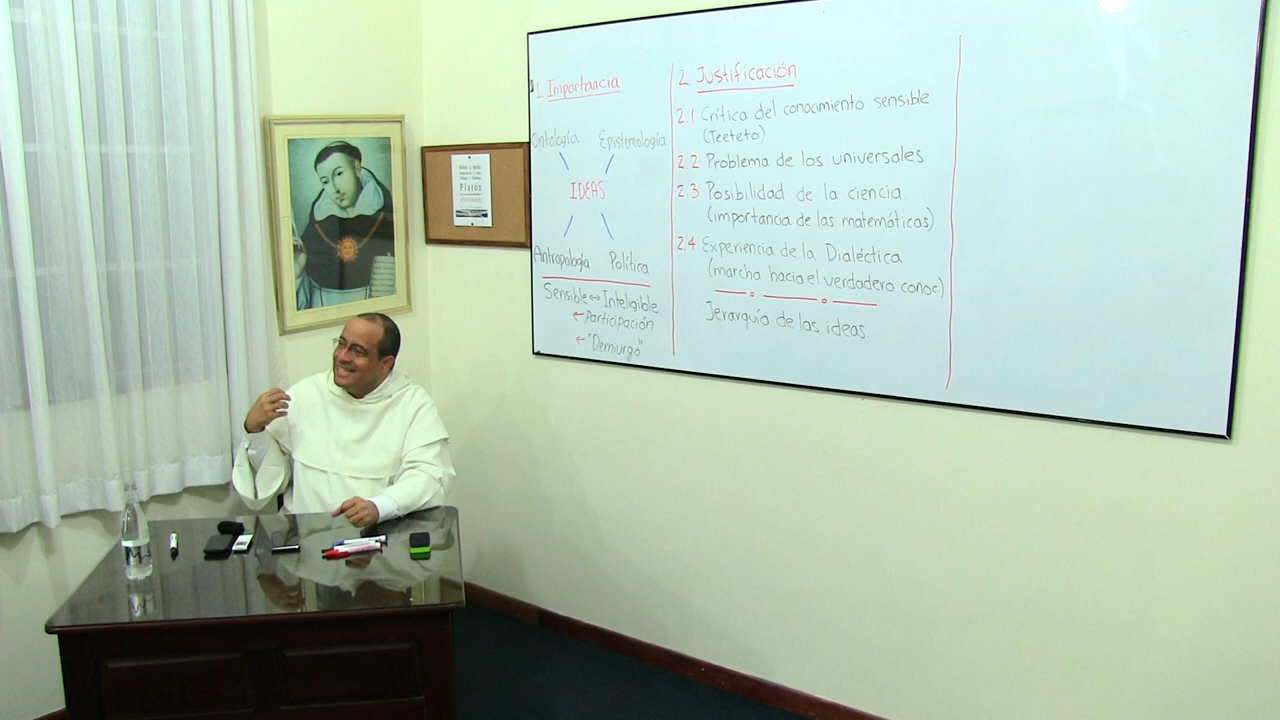 Platón
1. Importancia
Ontología Epistemología
IDEAS
Antropología Política
Sensible ↔ Inteligible
← Participación
← "Demiurgo"
2. Justificación
2.1 Crítica del conocimiento sensible
(Teeteto)
2.2 Problema de los universales
2.3 Posibilidad de la ciencia
(importancia de las matemáticas)
2.4 Experiencia de la Dialéctica
(marcha hacia el verdadero conoc)
Jerarquía de las ideas